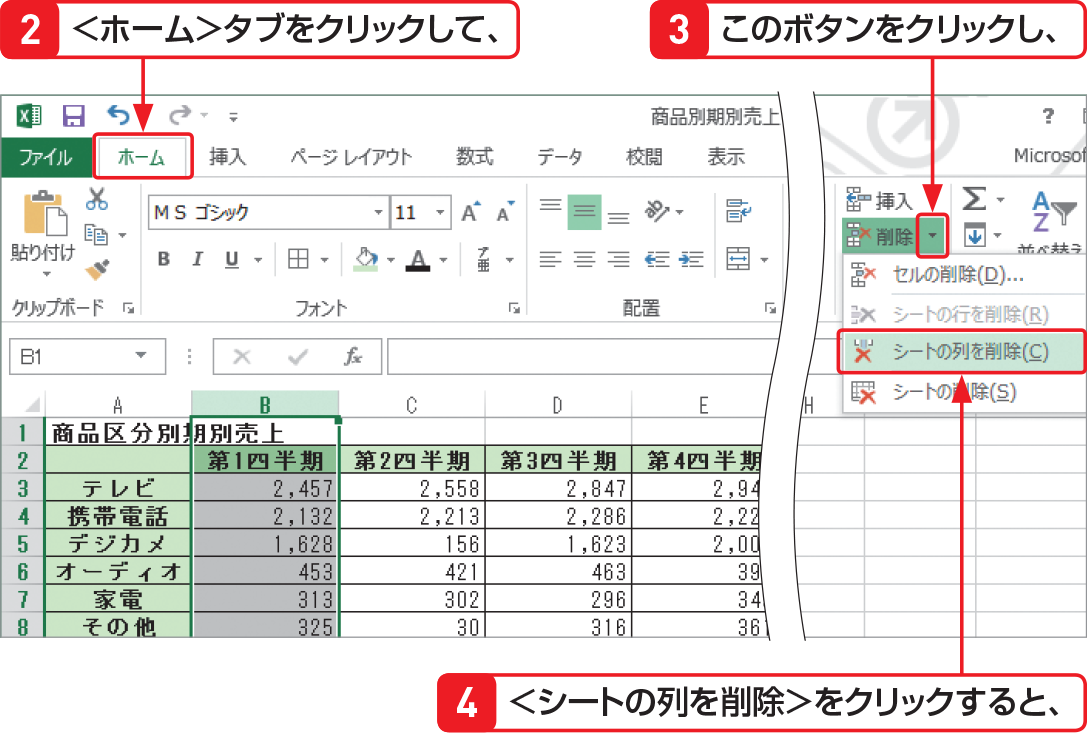 2 <ホーム>タブをクリックして、
3 このボタンをクリックし、
商品別期別売上
?
ファイル ホーム 挿入 ページ レイアウト 数式 データ 校閲 表示
Microsof
貼り付け
ＭＳ ゴシック 11
B I U
クリップボード フォント 配置
挿入
削除
セルの削除(D)...
シートの行を削除(R)
シートの列を削除(C)
シートの削除(S)
B1 fx
A B C D E H
1 商品区分別期別売上
2 第1四半期 第2四半期 第3四半期 第4四半期
3 テレビ 2,457 2,558 2,847 2,94
4 携帯電話 2,132 2,213 2,286 2,22
5 デジカメ 1,628 156 1,623 2,00
6 オーディオ 453 421 463 39
7 家電 313 302 296 34
8 その他 325 30 316 36
4 <シートの列を削除>をクリックすると、